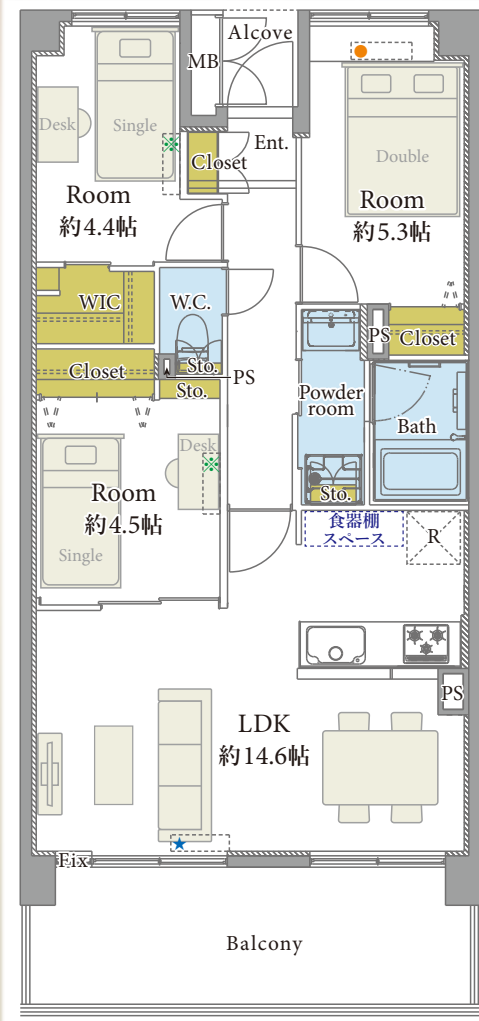 Alcove
MB
Desk
Single
Ent.
Closet
Double
Room
約4.4帖
Room
約5.3帖
WIC
W.C.
PS
Closet
Closet
Sto.
PS
Sto.
Powder
room
Bath
Desk
Room
約4.5帖
Single
Sto.
食器棚
スペース
R
PS
LDK
約14.6帖
Fix
Balcony